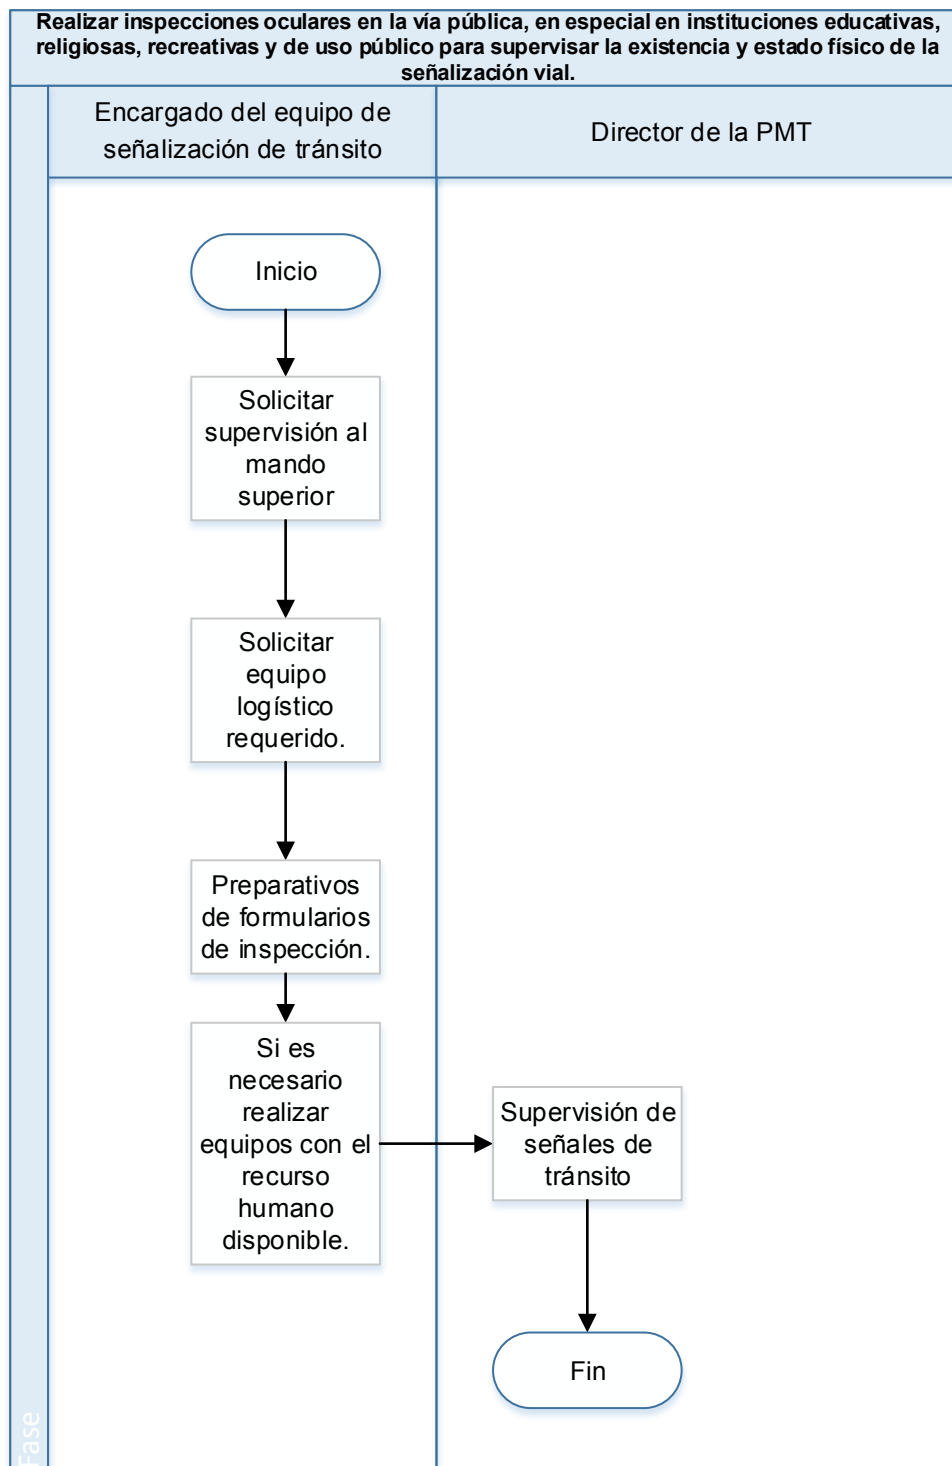 Realizar inspecciones oculares en la vía pública, en especial en instituciones educativas,
religiosas, recreativas y de uso público para supervisar la existencia y estado físico de la
señalización vial.
Encargado del equipo de
señalización de tránsito
Director de la PMT
Inicio
Solicitar
supervisión al
mando
superior
Solicitar
equipo
logístico
requerido.
Preparativos
de formularios
de inspección.
Si es
necesario
realizar
equipos con el
recurso
humano
disponible.
Supervisión de
señales de
tránsito
Fin
Fase